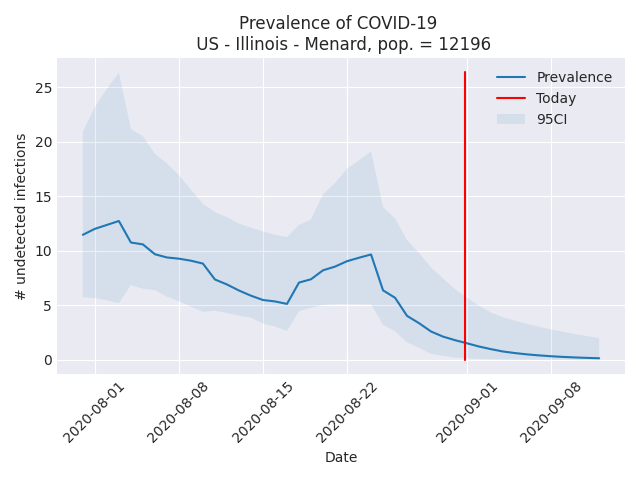 Prevalence of COVID-19
US - Illinois - Menard, pop. = 12196
Prevalence
Today
95CI
# undetected infections
25
20
15
10
5
0
2020-08-01
2020-08-08
2020-08-15
2020-08-22
2020-09-01
2020-09-08
Date